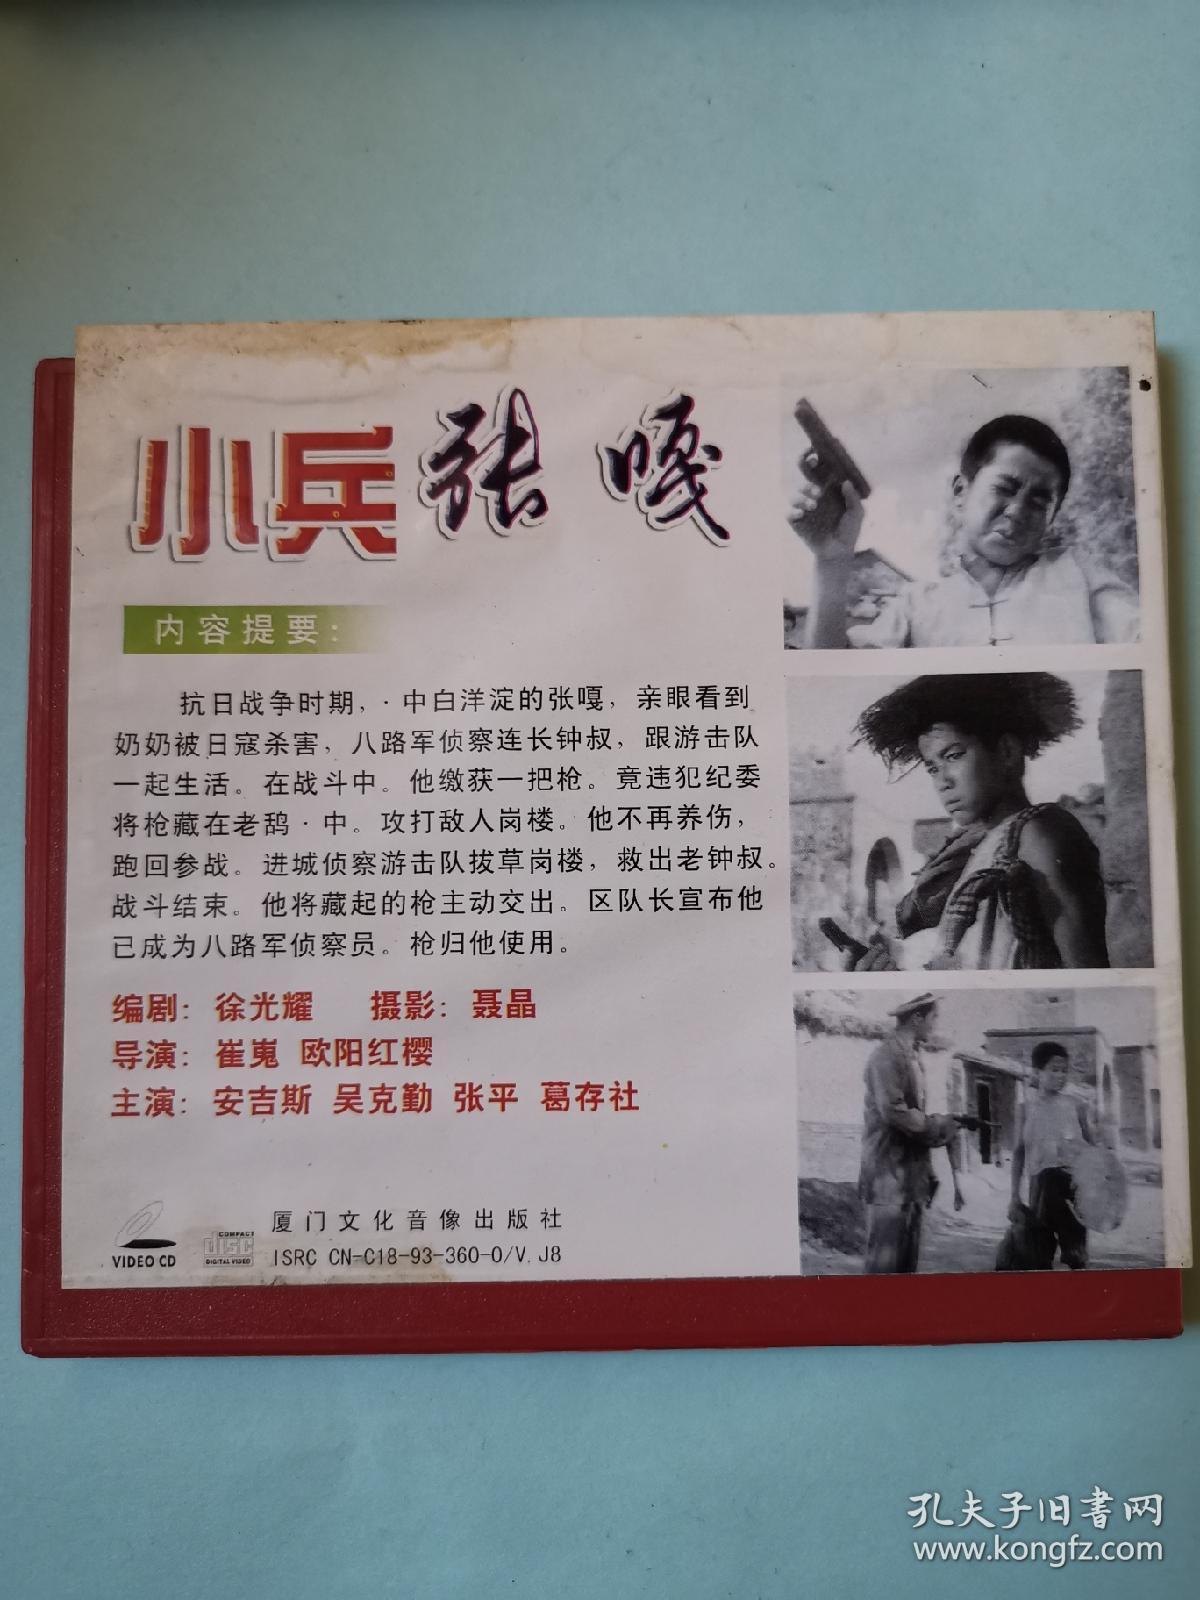 小兵张嘎
内容提要:
抗日战争时期,·中白洋淀的张嘎,亲眼看到
奶奶被日寇杀害,八路军侦察连长钟叔,跟游击队
一起生活。在战斗中。他缴获一把枪。竟违犯纪委
将枪藏在老鸹·中。攻打敌人岗楼。他不再养伤,
跑回参战。进城侦察游击队拔草岗楼,救出老钟叔。
战斗结束。他将藏起的枪主动交出。区队长宣布他
已成为八路军侦察员。枪归他使用。
编剧:徐光耀 摄影:聂晶
导演:崔嵬 欧阳红樱
主演:安吉斯 吴克勤 张平 葛存社
厦门文化音像出版社
VIDEO CD COMPACT disc DIGITAL VIDEO ISRC CN-C18-93-360-0/V.J8
孔夫子旧书网
www.kongfz.com